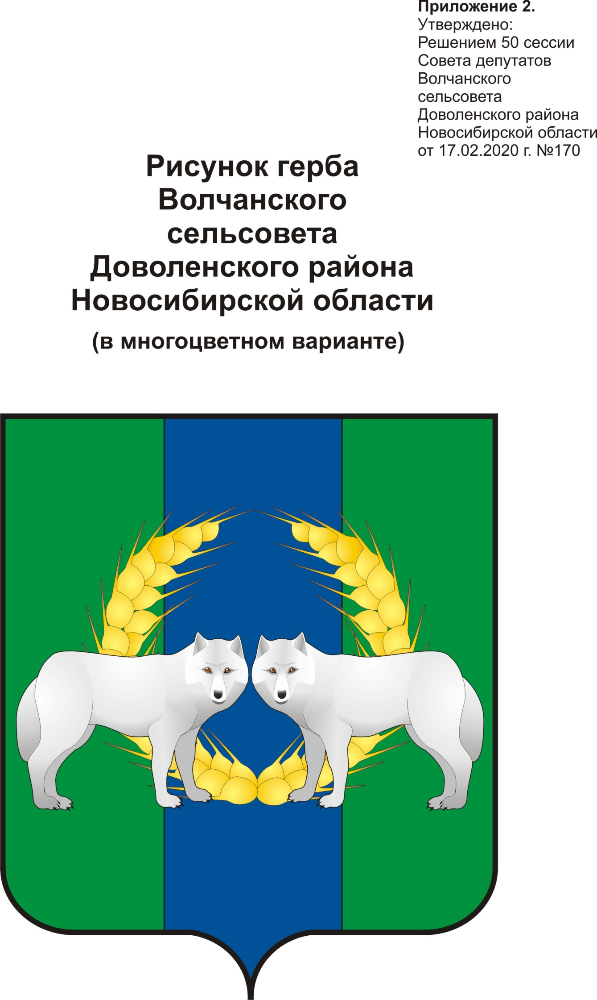 Приложение 2.
Утверждено:
Решением 50 сессии
Совета депутатов
Волчанского
сельсовета
Доволенского района
Новосибирской области
от 17.02.2020 г. №170
Рисунок герба
Волчанского
сельсовета
Доволенского района
Новосибирской области
(в многоцветном варианте)